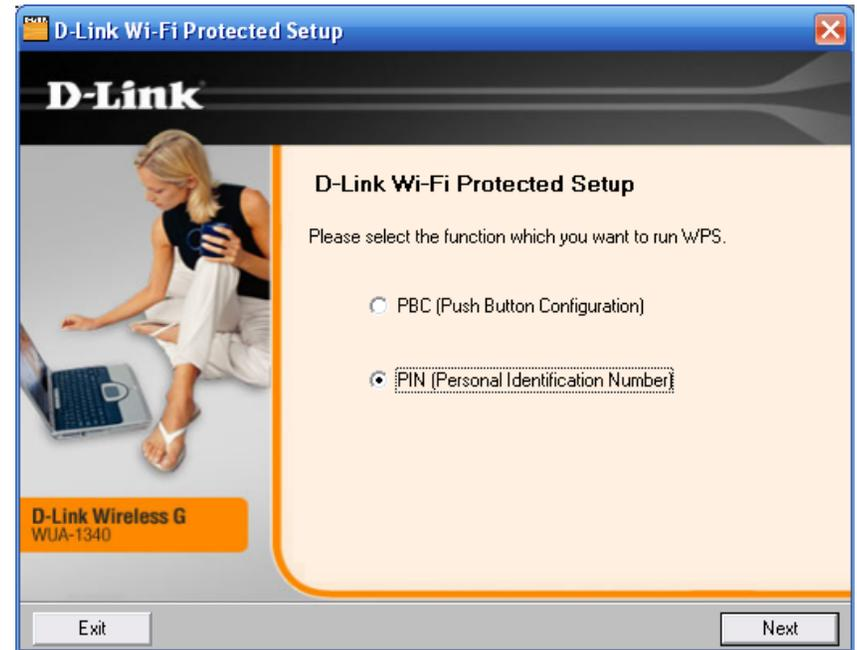 D-Link Wi-Fi Protected Setup
D-Link
D-Link Wi-Fi Protected Setup
Please select the function which you want to run WPS.
PBC (Push Button Configuration)
PIN (Personal Identification Number)
D-Link Wireless G
WUA-1340
Exit
Next